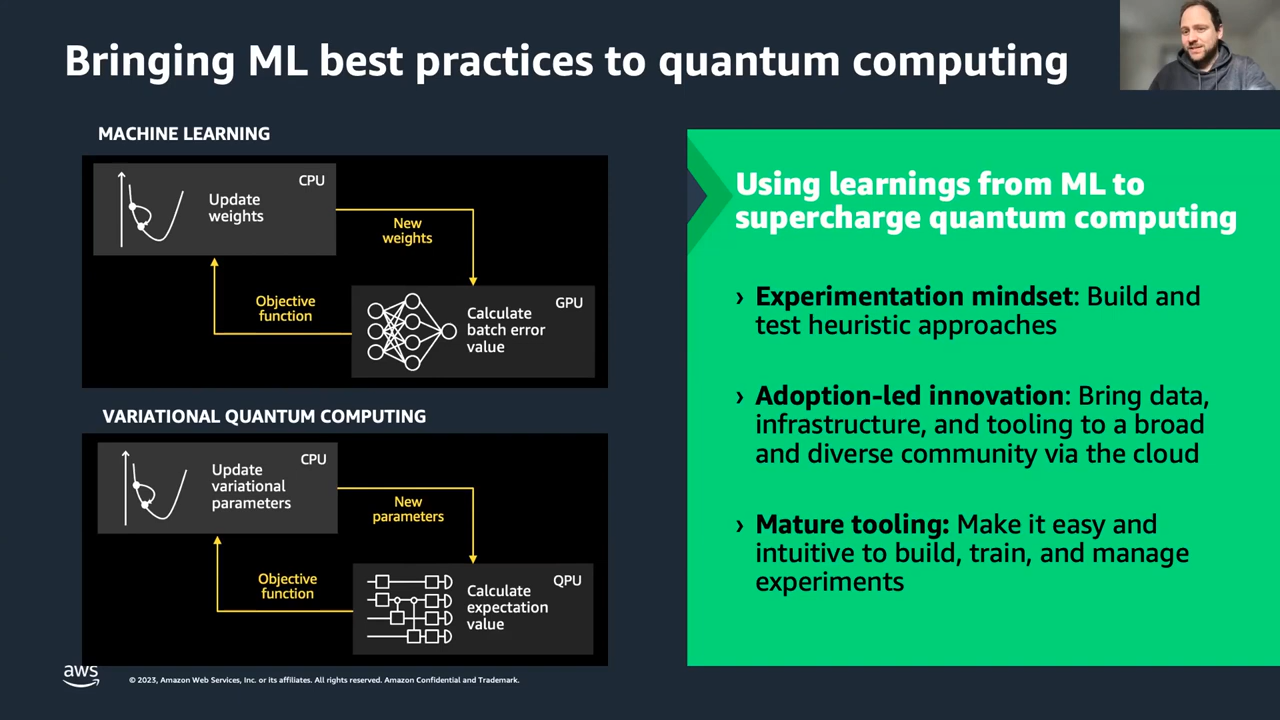 Bringing ML best practices to quantum computing
MACHINE LEARNING
CPU
Update
weights
New
weights
Objective
function
GPU
Calculate
batch error
value
VARIATIONAL QUANTUM COMPUTING
CPU
Update
variational
parameters
New
parameters
Objective
function
QPU
Calculate
expectation
value
Using learnings from ML to
supercharge quantum computing
› Experimentation mindset: Build and
test heuristic approaches
› Adoption-led innovation: Bring data,
infrastructure, and tooling to a broad
and diverse community via the cloud
› Mature tooling: Make it easy and
intuitive to build, train, and manage
experiments
aws
© 2023, Amazon Web Services, Inc. or its affiliates. All rights reserved. Amazon Confidential and Trademark.